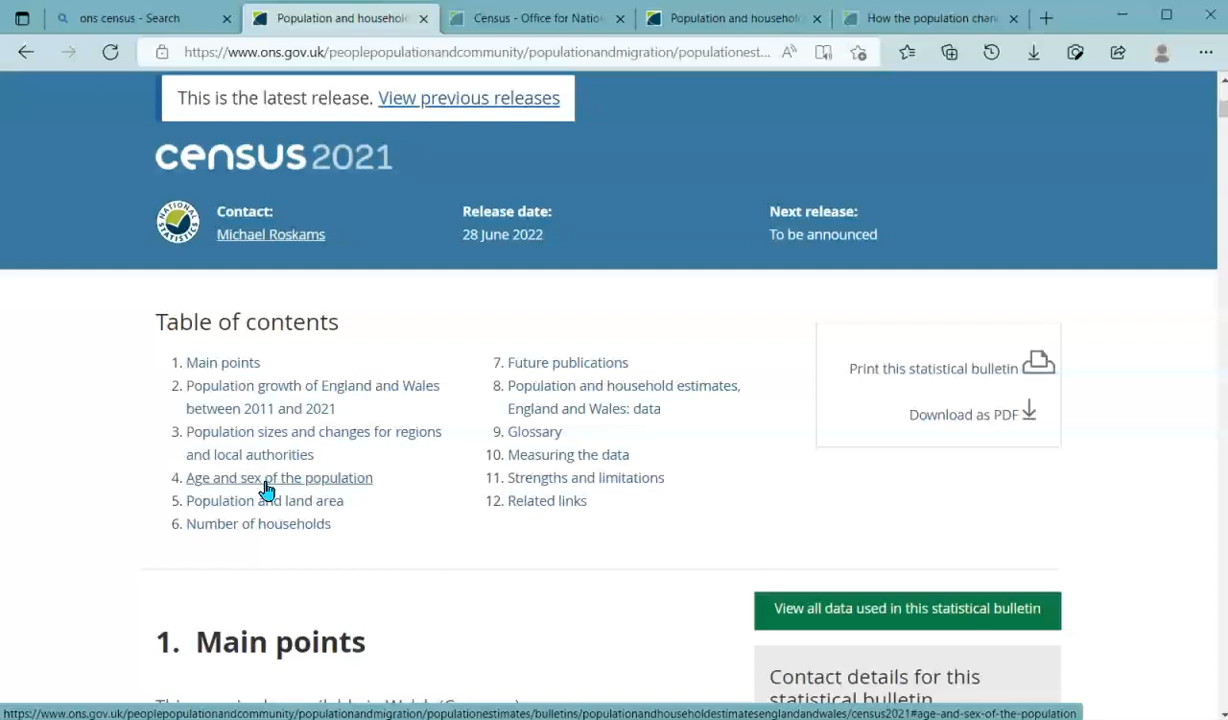 ons census - Search
Population and househol
Census - Office for Natio
Population and househol
How the population chan
https://www.ons.gov.uk/peoplepopulationandcommunity/populationandmigration/populationest...
This is the latest release. View previous releases
census 2021
NATIONAL STATISTICS
Contact:
Michael Roskams
Release date:
28 June 2022
Next release:
To be announced
Table of contents
1. Main points
2. Population growth of England and Wales
between 2011 and 2021
3. Population sizes and changes for regions
and local authorities
4. Age and sex of the population
5. Population and land area
6. Number of households
7. Future publications
8. Population and household estimates,
England and Wales: data
9. Glossary
10. Measuring the data
11. Strengths and limitations
12. Related links
Print this statistical bulletin
Download as PDF
View all data used in this statistical bulletin
1. Main points
Contact details for this
statistical bulletin
https://www.ons.gov.uk/peoplepopulationandcommunity/populationandmigration/populationestimates/bulletins/populationandhouseholdestimatesenglandandwales/census2021#age-and-sex-of-the-population